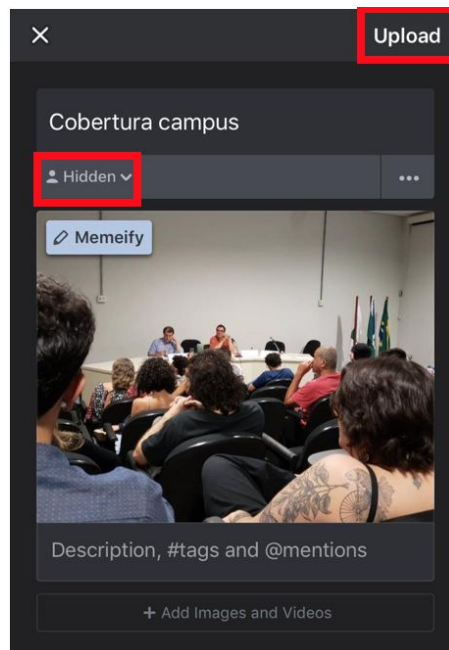 Upload
Cobertura campus
Hidden
Memeify
Description, #tags and @mentions
+ Add Images and Videos